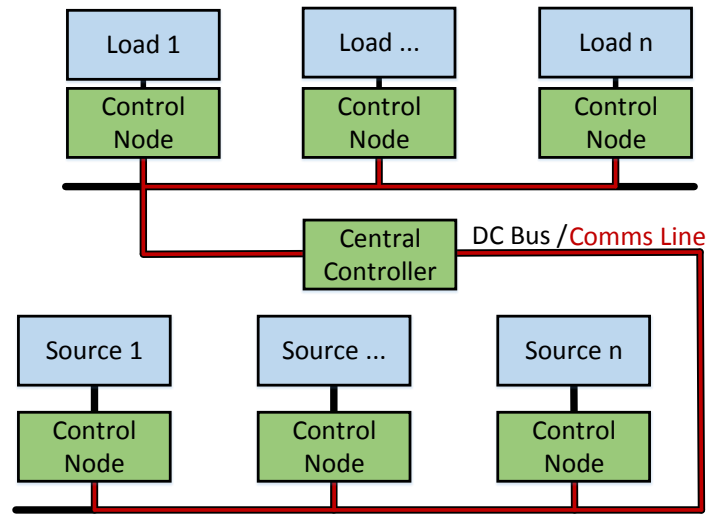 Load 1
Load ...
Load n
Control
Node
Control
Node
Control
Node
Central
Controller
DC Bus /Comms Line
Source 1
Source ...
Source n
Control
Node
Control
Node
Control
Node